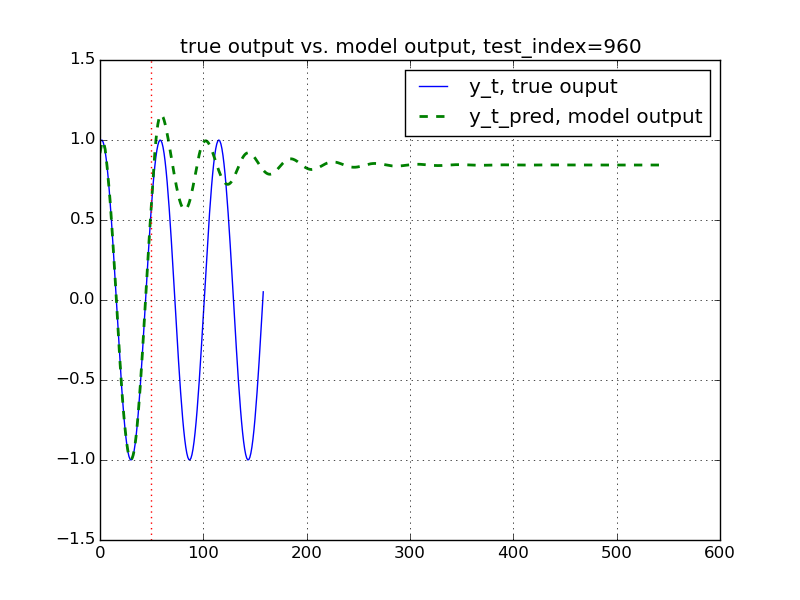 true output vs. model output, test_index=960
y_t, true ouput
y_t_pred, model output
1.5
1.0
0.5
0.0
−0.5
−1.0
−1.5
0 100 200 300 400 500 600